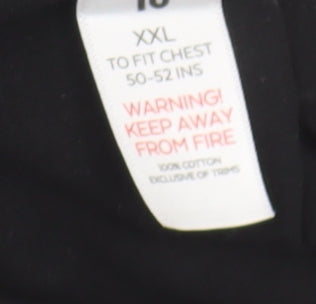 XXL
TO FIT CHEST
50-52 INS
WARNING!
KEEP AWAY
FROM FIRE
100% COTTON
EXCLUSIVE OF TRIMS